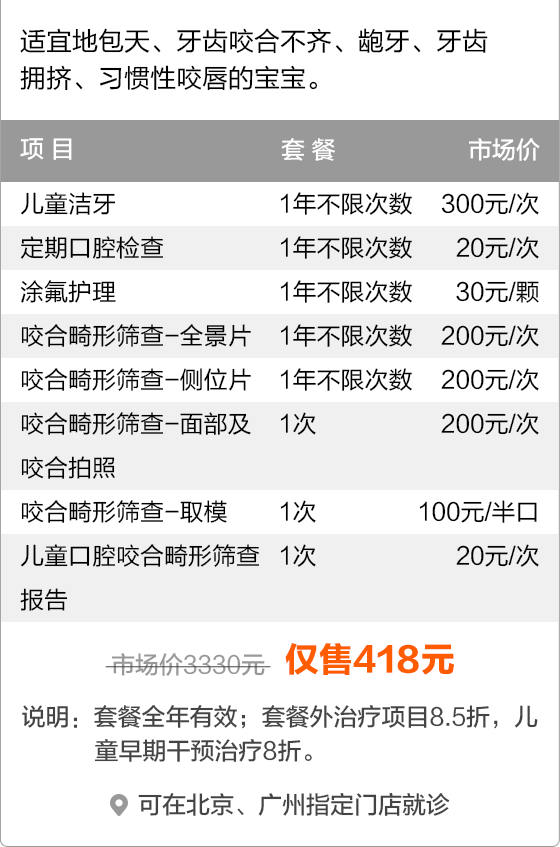 适宜地包天、牙齿咬合不齐、龅牙、牙齿
拥挤、习惯性咬唇的宝宝。
项目 套餐 市场价
儿童洁牙 1年不限次数 300元/次
定期口腔检查 1年不限次数 20元/次
涂氟护理 1年不限次数 30元/颗
咬合畸形筛查-全景片 1年不限次数 200元/次
咬合畸形筛查-侧位片 1年不限次数 200元/次
咬合畸形筛查-面部及 1次 200元/次
咬合拍照
咬合畸形筛查-取模 1次 100元/半口
儿童口腔咬合畸形筛查 1次 20元/次
报告
市场价3330元 仅售418元
说明：套餐全年有效；套餐外治疗项目8.5折，儿
童早期干预治疗8折。
可在北京、广州指定门店就诊